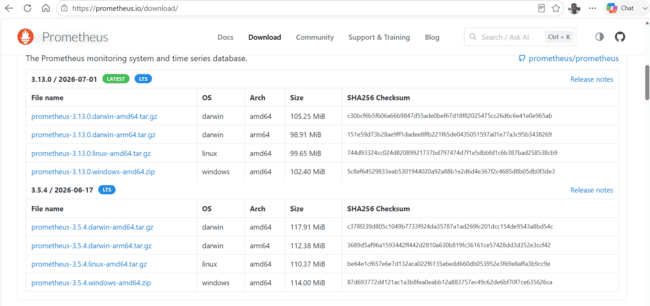 https://prometheus.io/download/
Chat
Prometheus
Docs Download Community Support & Training Blog
Search / Ask AI Ctrl + K
The Prometheus monitoring system and time series database.
prometheus/prometheus
3.13.0 / 2026-07-01 LATEST LTS Release notes
File name OS Arch Size SHA256 Checksum
prometheus-3.13.0.darwin-amd64.tar.gz darwin amd64 105.25 MiB
prometheus-3.13.0.darwin-arm64.tar.gz darwin arm64 98.91 MiB
prometheus-3.13.0.linux-amd64.tar.gz linux amd64 99.65 MiB
prometheus-3.13.0.windows-amd64.zip windows amd64 102.40 MiB
3.5.4 / 2026-06-17 LTS Release notes
File name OS Arch Size SHA256 Checksum
prometheus-3.5.4.darwin-amd64.tar.gz darwin amd64 117.91 MiB
prometheus-3.5.4.darwin-arm64.tar.gz darwin arm64 112.38 MiB
prometheus-3.5.4.linux-amd64.tar.gz linux amd64 110.37 MiB
prometheus-3.5.4.windows-amd64.zip windows amd64 114.00 MiB